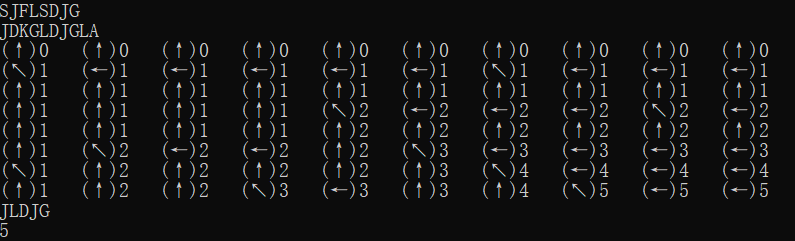 SJFLSDJG
JDKGLDJGLA
(↑)0 (↑)0 (↑)0 (↑)0 (↑)0 (↑)0 (↑)0 (↑)0 (↑)0 (↑)0
(↖)1 (←)1 (←)1 (←)1 (←)1 (←)1 (↖)1 (←)1 (←)1 (←)1
(↑)1 (↑)1 (↑)1 (↑)1 (↑)1 (↑)1 (↑)1 (↑)1 (↑)1 (↑)1
(↑)1 (↑)1 (↑)1 (↑)1 (↖)2 (←)2 (←)2 (←)2 (↖)2 (←)2
(↑)1 (↑)1 (↑)1 (↑)1 (↑)2 (↑)2 (↑)2 (↑)2 (↑)2 (↑)2
(↑)1 (↖)2 (←)2 (←)2 (↑)2 (↖)3 (←)3 (←)3 (←)3 (←)3
(↖)1 (↑)2 (↑)2 (↑)2 (↑)2 (↑)3 (↖)4 (←)4 (←)4 (←)4
(↑)1 (↑)2 (↑)2 (↖)3 (←)3 (↑)3 (↑)4 (↖)5 (←)5 (←)5
JLDJG
5